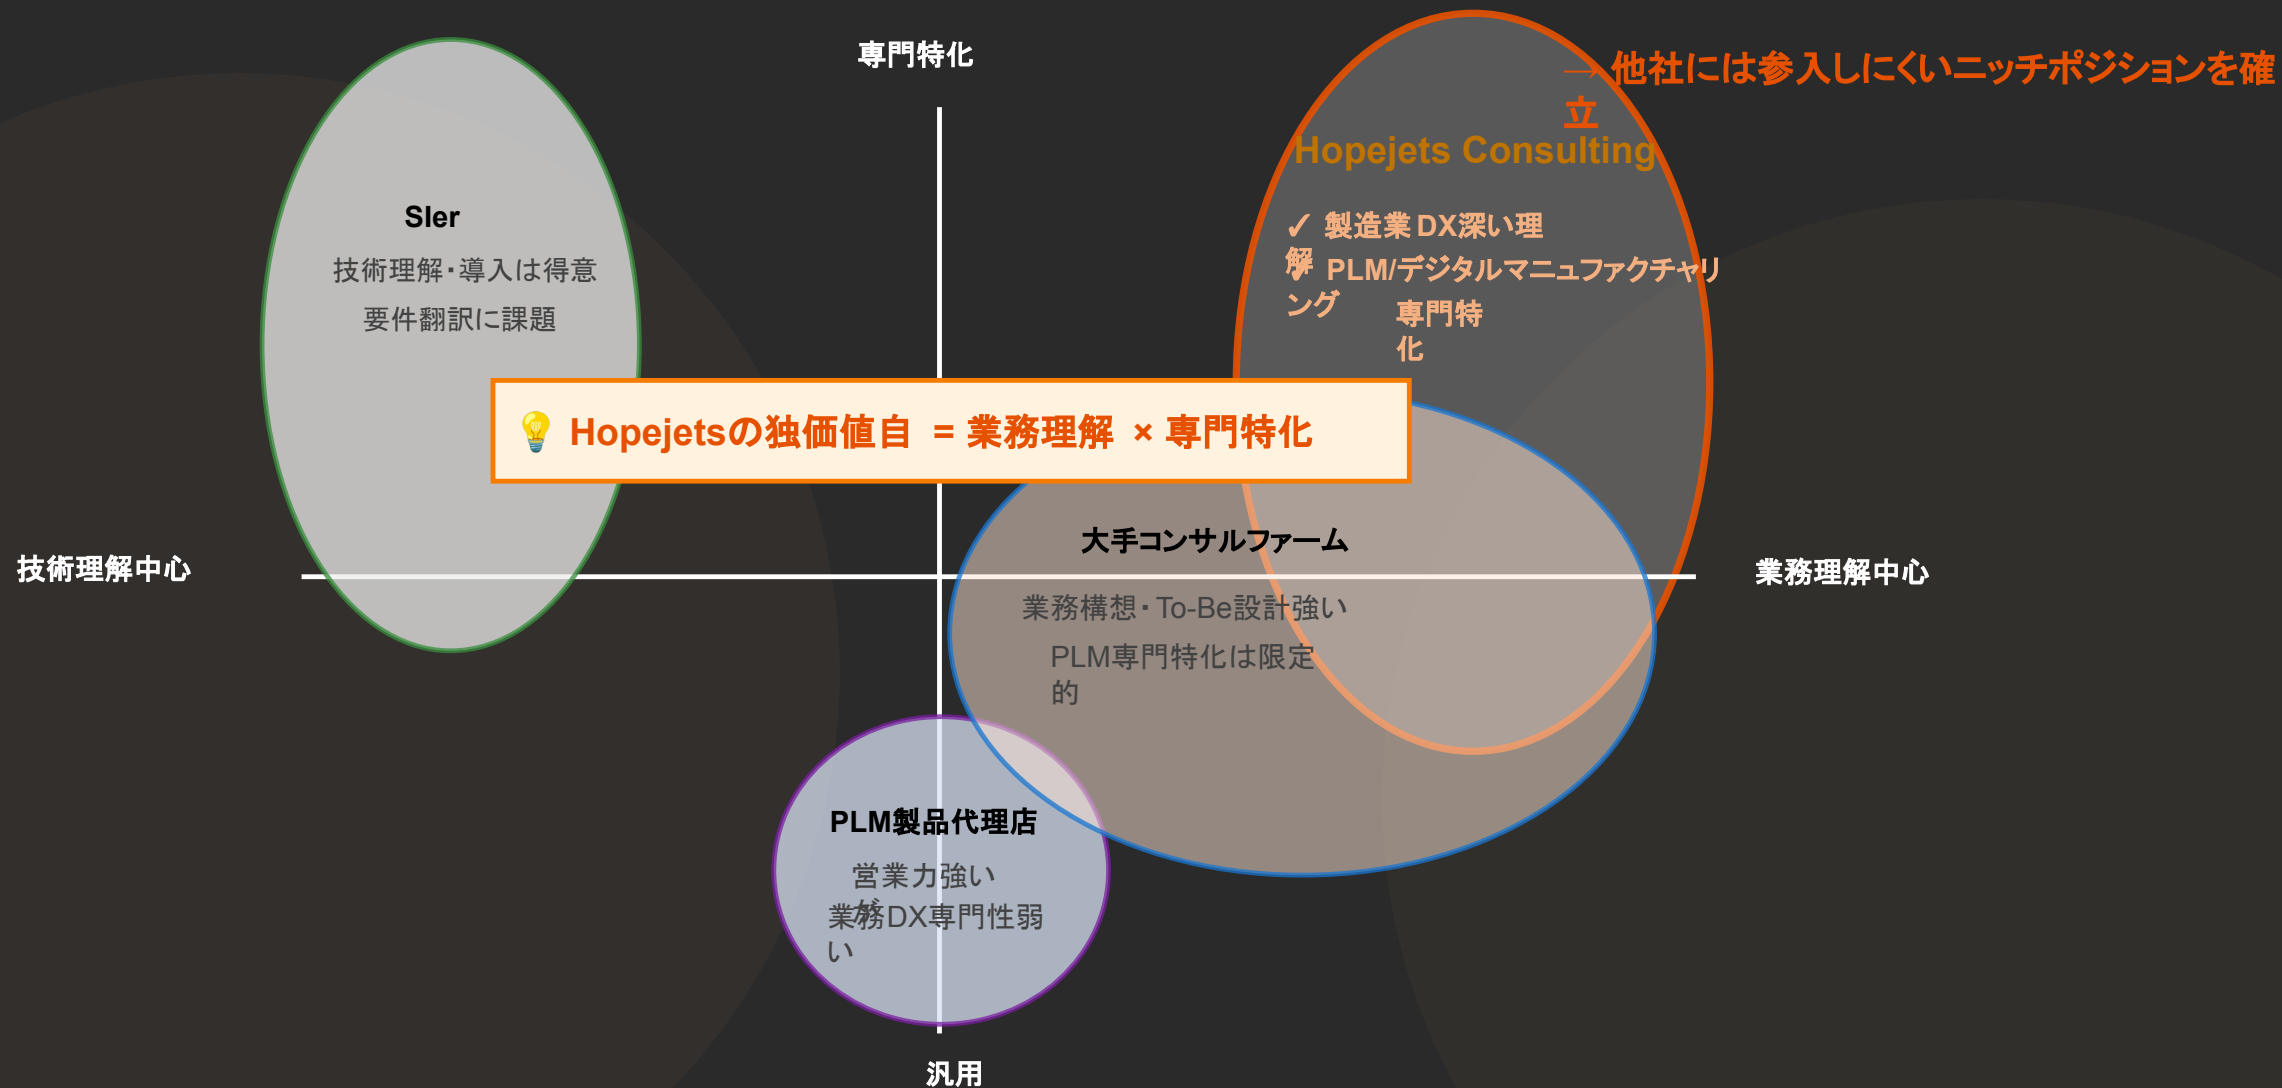 専門特化
→ 他社には参入しにくいニッチポジションを確
立
Hopejets Consulting
✓ 製造業DX深い理
解
✓ PLM/デジタルマニュファクチャリ
ング
専門特
化
SIer
技術理解・導入は得意
要件翻訳に課題
💡 Hopejetsの独価値自 = 業務理解 × 専門特化
技術理解中心
業務理解中心
大手コンサルファーム
業務構想・To-Be設計強い
PLM専門特化は限定
的
PLM製品代理店
営業力強い
が
業務DX専門性弱
い
汎用